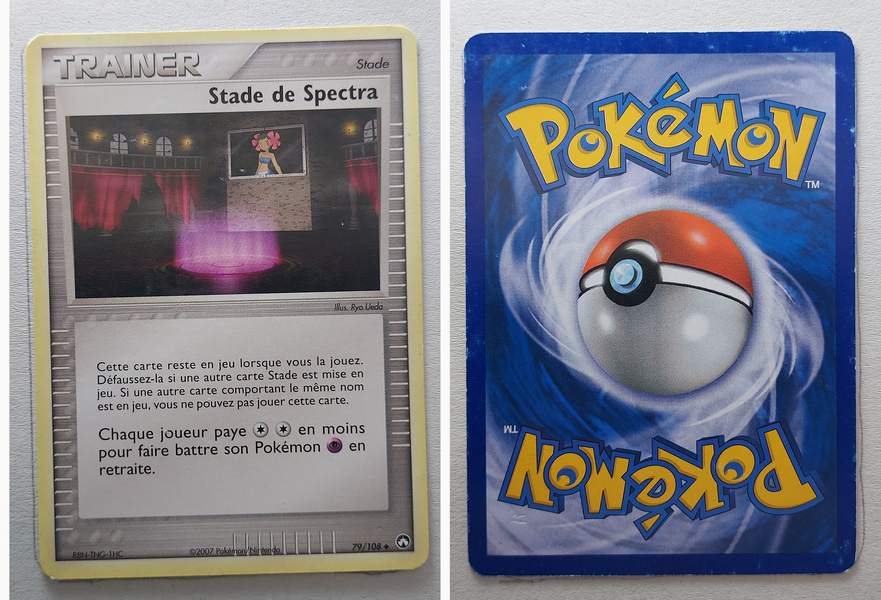 TRAINER
Stade
Stade de Spectra
Illus. Ryo Ueda
Cette carte reste en jeu lorsque vous la jouez.
Défaussez-la si une autre carte Stade est mise en
jeu. Si une autre carte comportant le même nom
est en jeu, vous ne pouvez pas jouer cette carte.
Chaque joueur paye en moins
pour faire battre son Pokémon en
retraite.
RBN-TNG-1HC
©2007 Pokémon/Nintendo
79/108
POKéMON
TM
POKéMON
TM